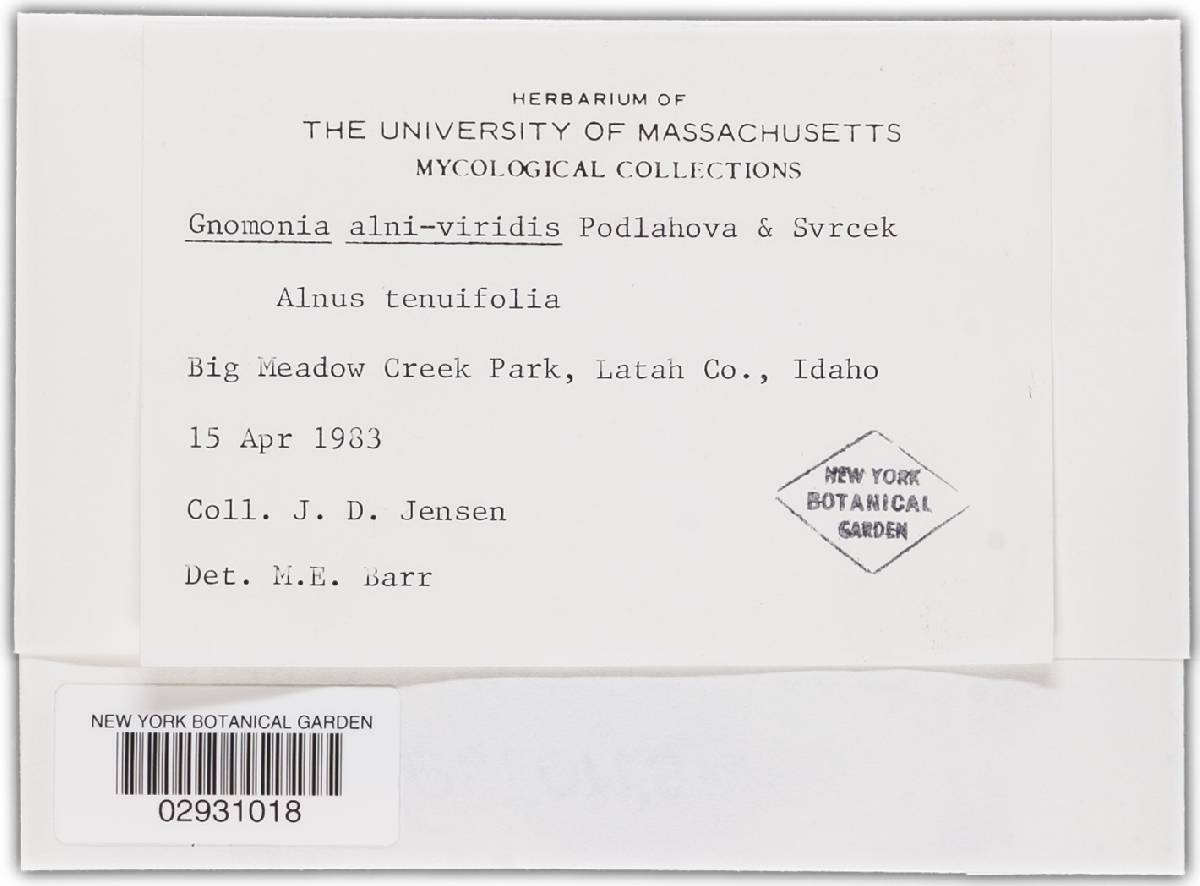 HERBARIUM OF
THE UNIVERSITY OF MASSACHUSETTS
MYCOLOGICAL COLLECTIONS
Gnomonia alni-viridis Podlahova & Svrcek
Alnus tenuifolia
Big Meadow Creek Park, Latah Co., Idaho
15 Apr 1983
Coll. J. D. Jensen
Det. M.E. Barr
NEW YORK
BOTANICAL
GARDEN
NEW YORK BOTANICAL GARDEN
02931018